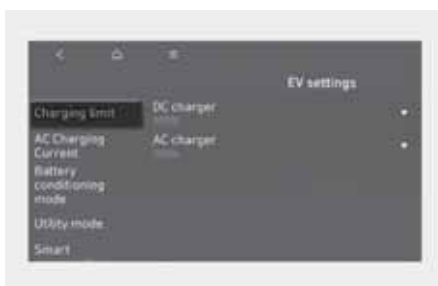 EV settings
Charging limit
DC charger
AC Charging
Current
AC charger
Battery
conditioning
mode
Utility mode
Smart